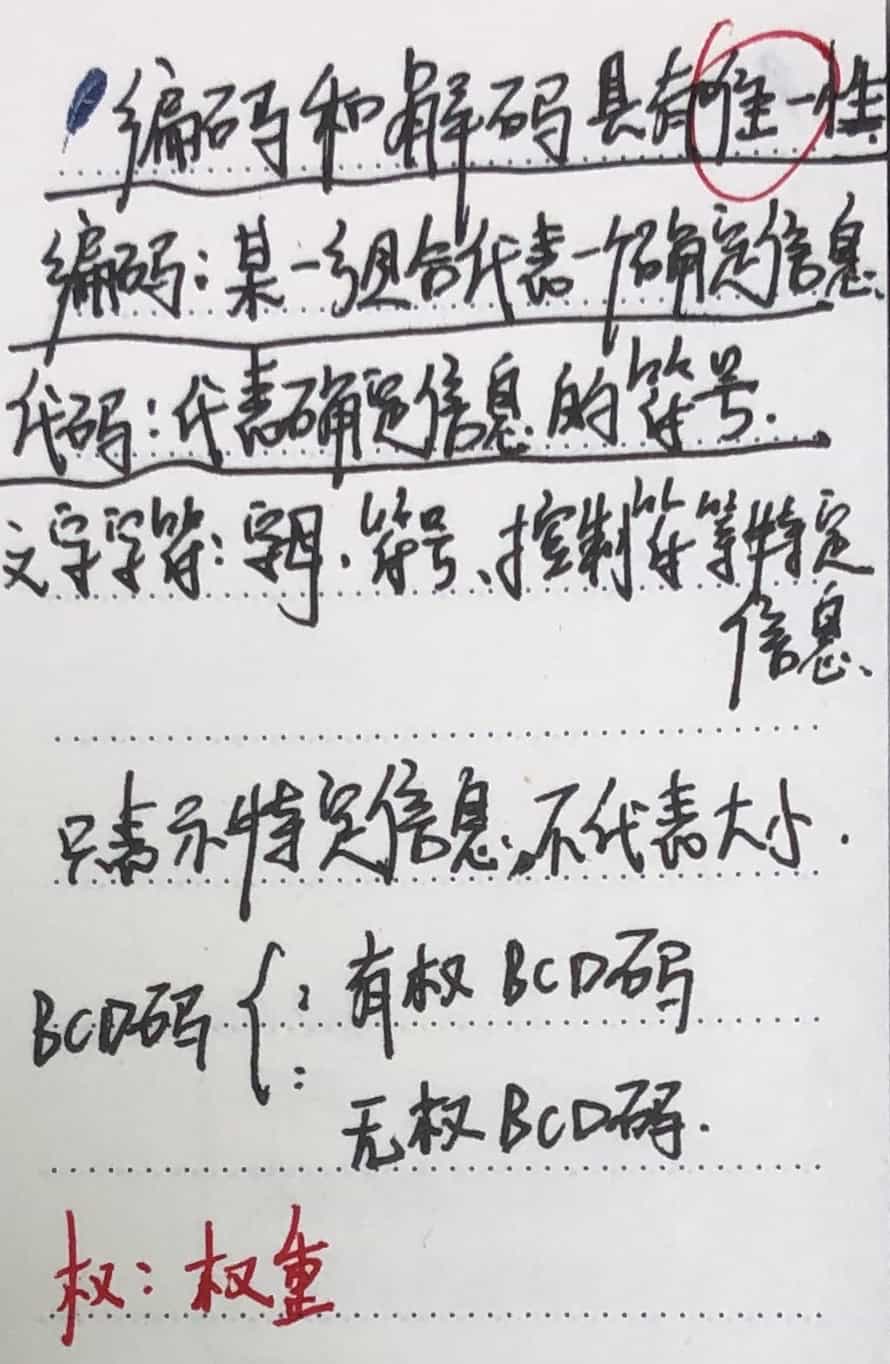 编码和解码具有唯一性
编码：某一组合代表一个确定信息、
代码：代表确定信息的符号.
文字字符：字母、符号、控制符等特定
信息、
只表示特定信息，不代表大小.
BCD码{：有权BCD码
：无权BCD码.
权：权重